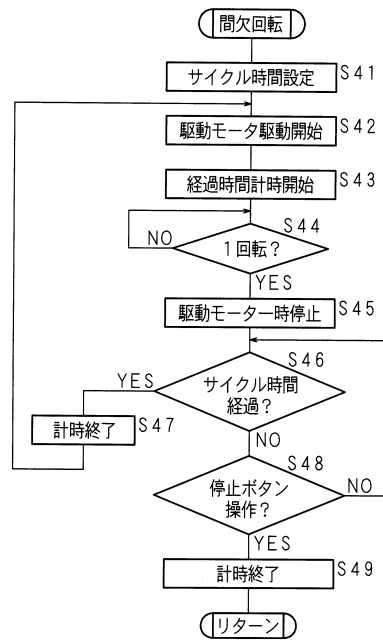 間欠回転
サイクル時間設定 S41
駆動モータ駆動開始 S42
経過時間計時開始 S43
S44
NO
1回転?
YES
駆動モータ一時停止 S45
S46
YES
サイクル時間
経過?
計時終了 S47
NO
S48
停止ボタン
操作?
NO
YES
計時終了 S49
リターン